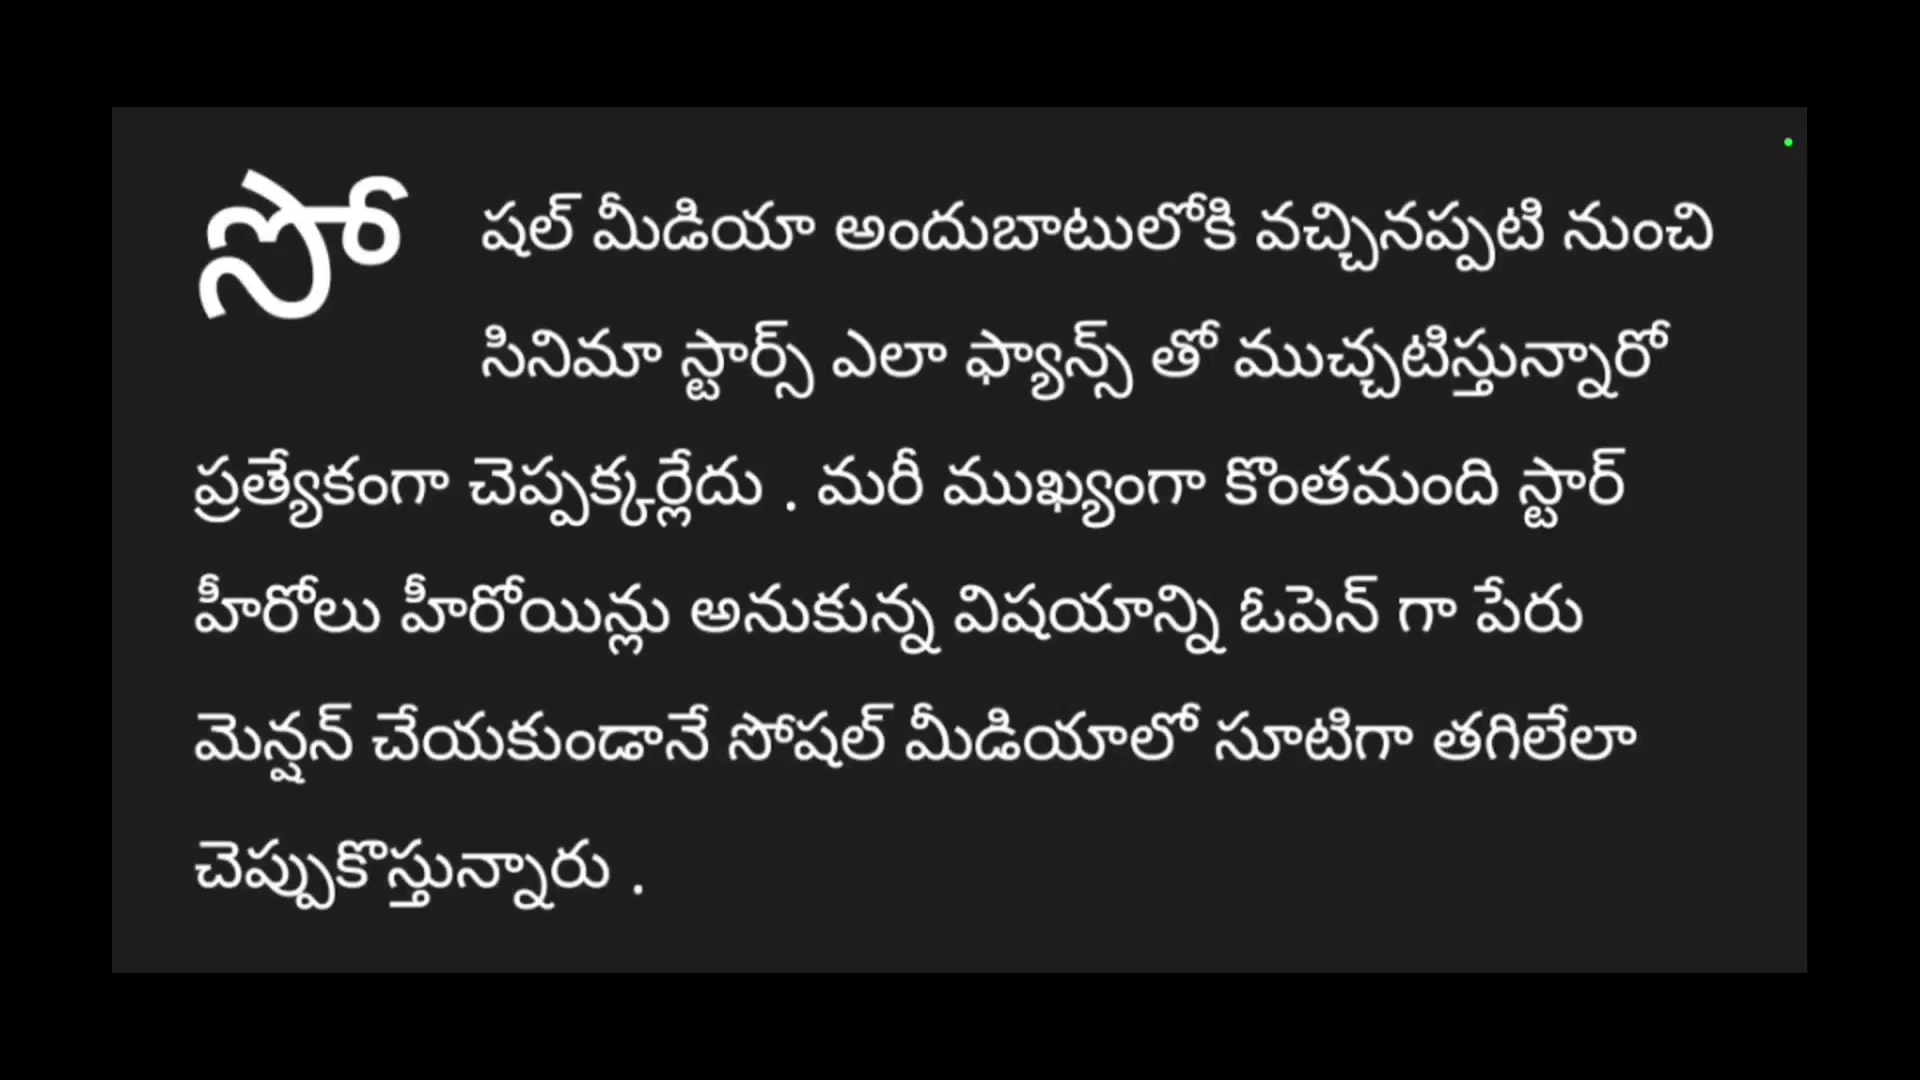 సోషల్ మీడియా అందుబాటులోకి వచ్చినప్పటి నుంచి
సినిమా స్టార్స్ ఎలా ఫ్యాన్స్ తో ముచ్చటిస్తున్నారో
ప్రత్యేకంగా చెప్పక్కర్లేదు . మరీ ముఖ్యంగా కొంతమంది స్టార్
హీరోలు హీరోయిన్లు అనుకున్న విషయాన్ని ఓపెన్ గా పేరు
మెన్షన్ చేయకుండానే సోషల్ మీడియాలో సూటిగా తగిలేలా
చెప్పుకొస్తున్నారు .